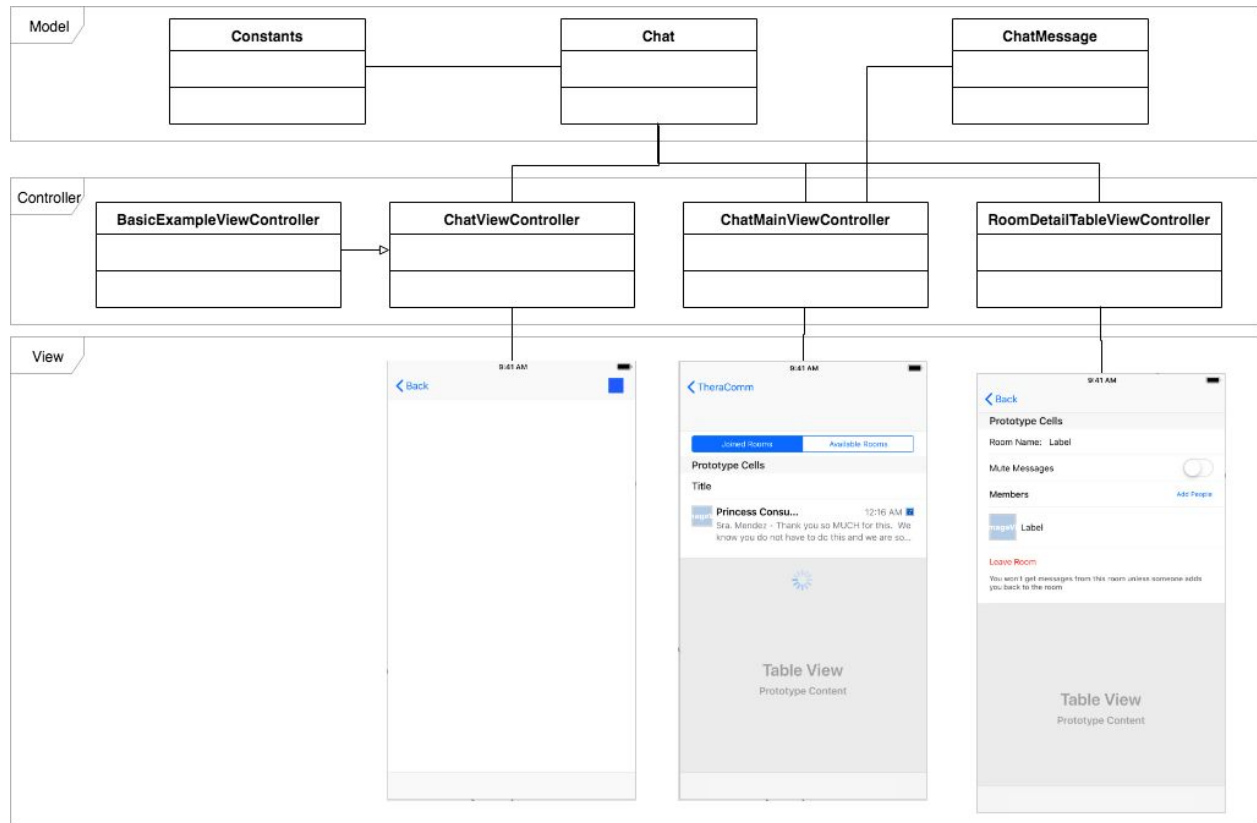 Model
Constants
Chat
ChatMessage
Controller
BasicExampleViewController
ChatViewController
ChatMainViewController
RoomDetailTableViewController
View
9:41 AM
Back
9:41 AM
TheraComm
Joined Rooms
Available Rooms
Prototype Cells
Title
Princess Consu...
12:16 AM
Sra. Mendez - Thank you so MUCH for this. We
know you do not have to do this and we are so...
Table View
Prototype Content
9:41 AM
Back
Prototype Cells
Room Name: Label
Mute Messages
Members
Add People
Label
Leave Room
You won't get messages from this room unless someone adds
you back to the room
Table View
Prototype Content